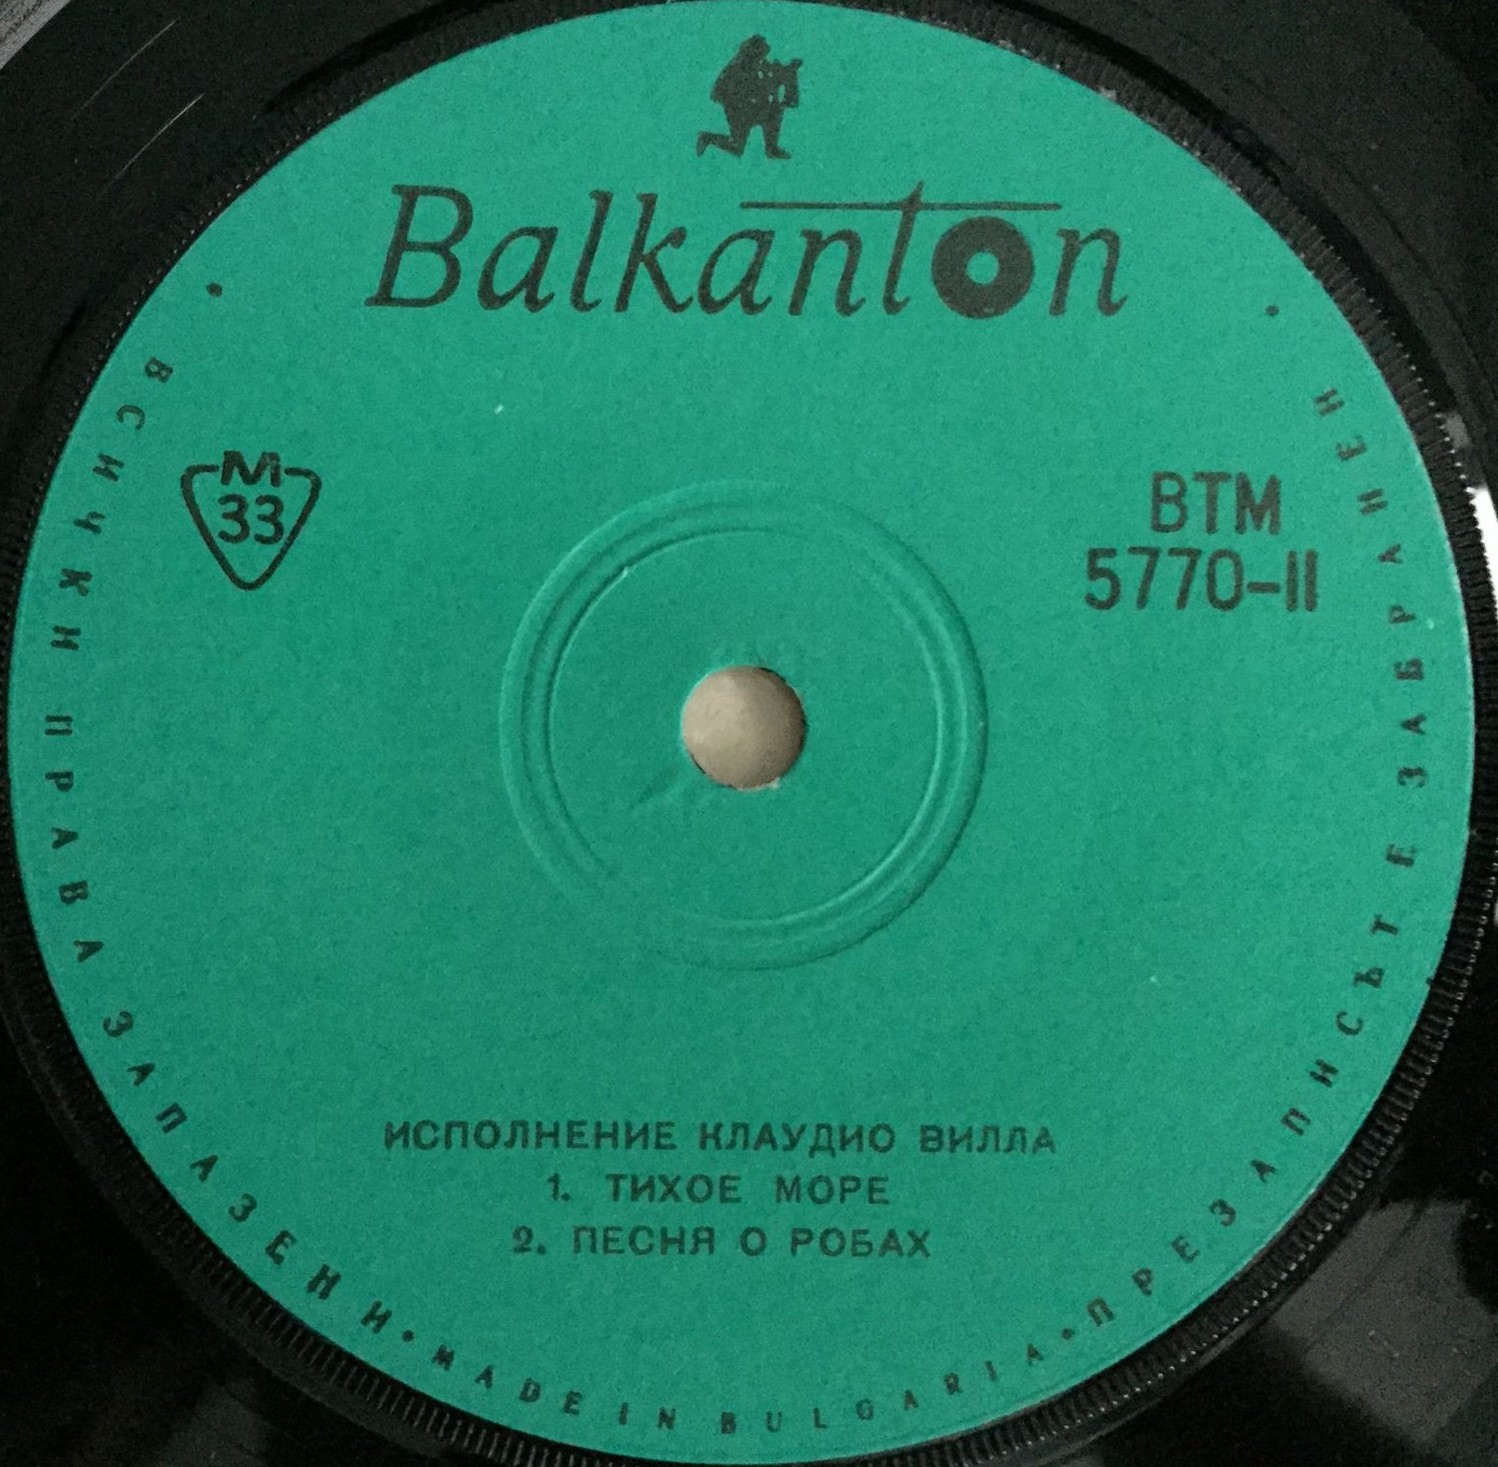 Balkanton
М
33
ВТМ
5770-II
ИСПОЛНЕНИЕ КЛАУДИО ВИЛЛА
1. ТИХОЕ МОРЕ
2. ПЕСНЯ О РОБАХ
• ВСИЧКИ ПРАВА ЗАПАЗЕНИ • MADE IN BULGARIA • ПРЕЗАПИСЪТ Е ЗАБРАНЕН •